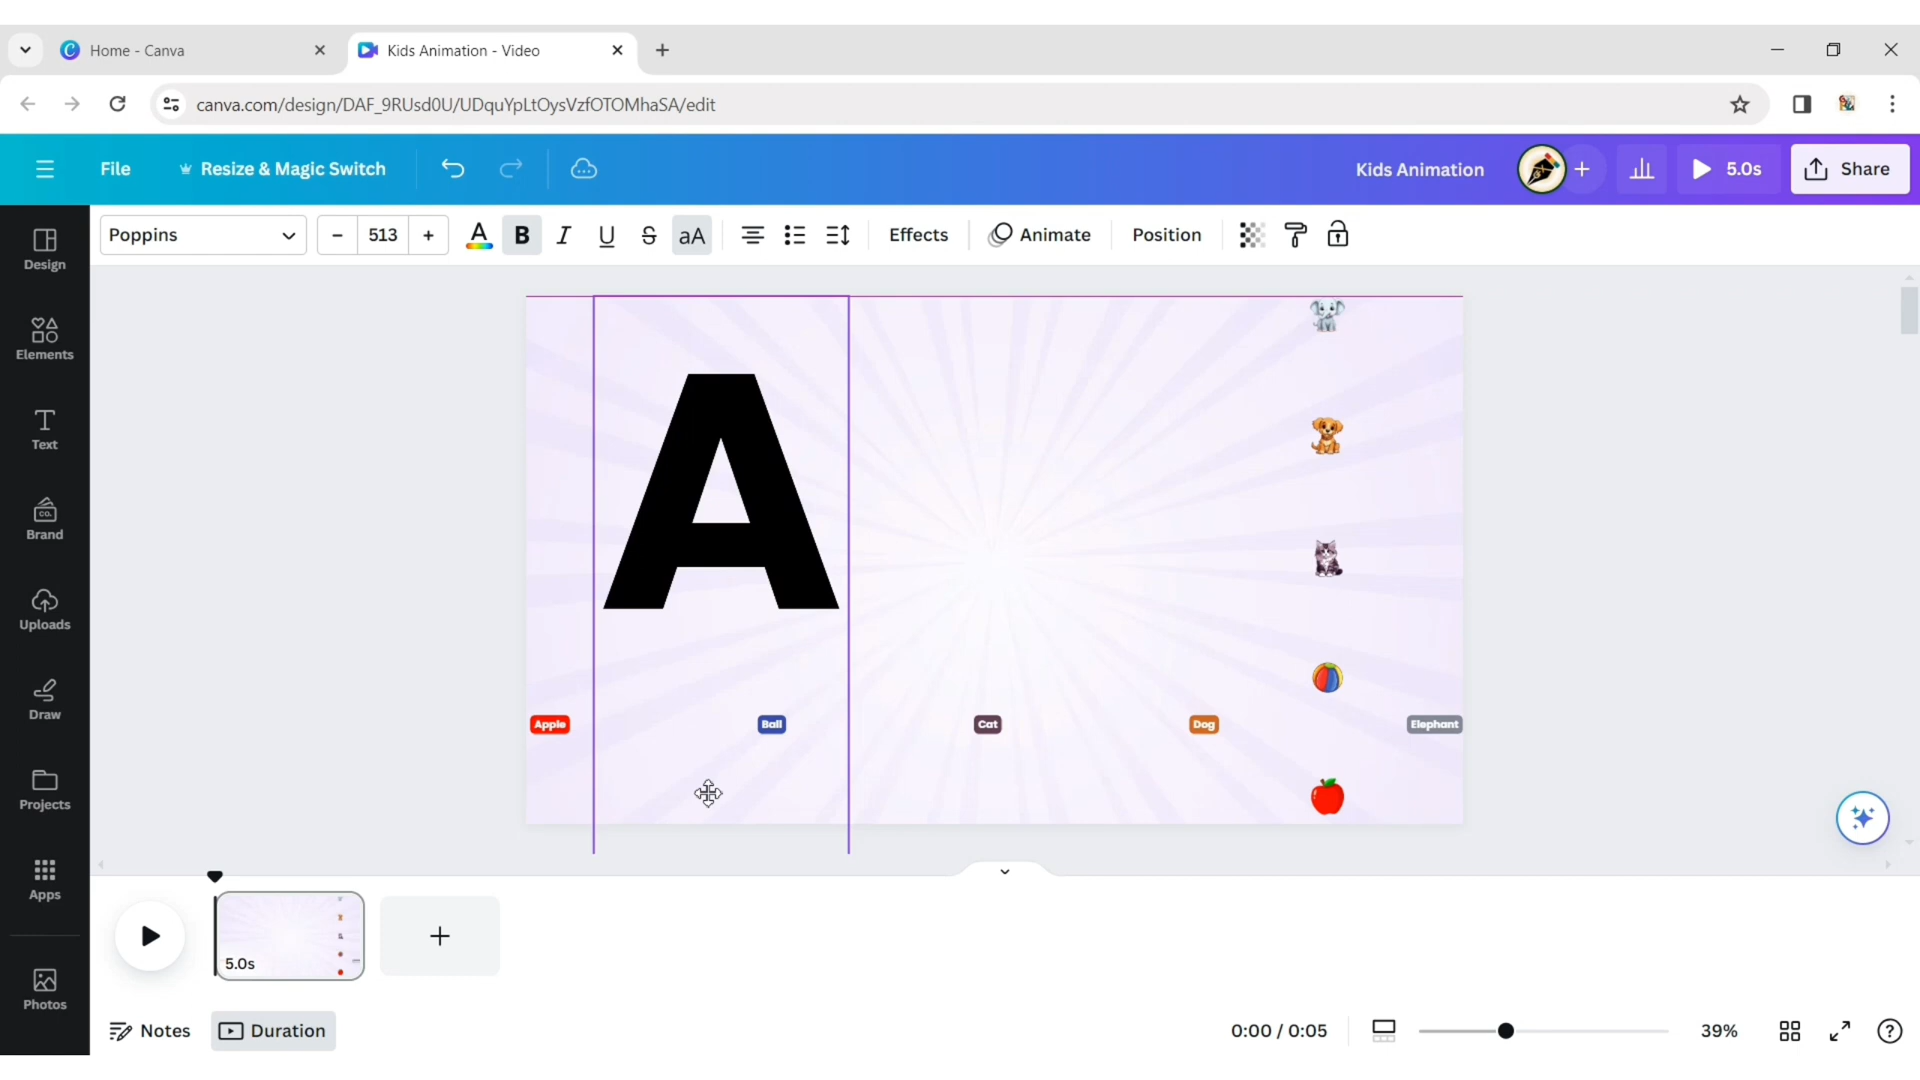 Home - Canva
Kids Animation - Video
canva.com/design/DAF_9RUsd0U/UDquYpLtOysVzfOTOMhaSA/edit
File
Resize & Magic Switch
Kids Animation
5.0s
Share
Poppins
- 513 +
A
B
I
U
S
aA
Effects
Animate
Position
Design
Elements
Text
Brand
Uploads
Draw
Projects
Apps
Photos
A
Apple
Ball
Cat
Dog
Elephant
5.0s
Notes
Duration
0:00 / 0:05
39%